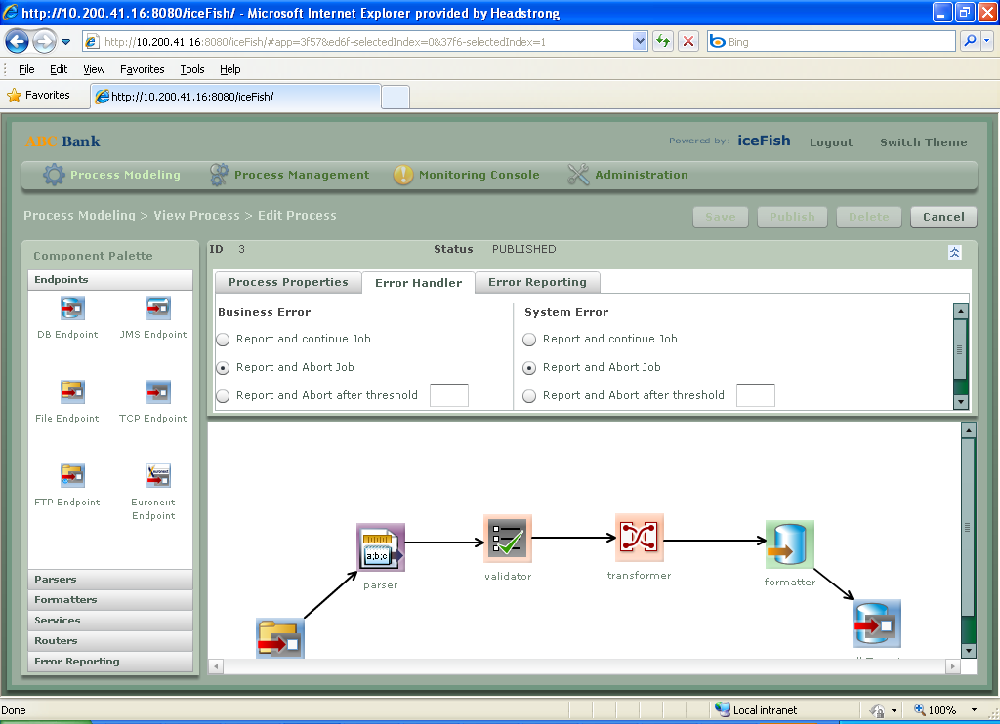 http://10.200.41.16:8080/iceFish/ - Microsoft Internet Explorer provided by Headstrong
http://10.200.41.16:8080/iceFish/#app=3f57&ed6f-selectedIndex=0&37f6-selectedIndex=1
Bing
File Edit View Favorites Tools Help
Favorites http://10.200.41.16:8080/iceFish/
ABC Bank
Powered by: iceFish Logout Switch Theme
Process Modeling Process Management Monitoring Console Administration
Process Modeling > View Process > Edit Process
Save Publish Delete Cancel
Component Palette
Endpoints
DB Endpoint JMS Endpoint
File Endpoint TCP Endpoint
FTP Endpoint Euronext Endpoint
Parsers
Formatters
Services
Routers
Error Reporting
ID 3 Status PUBLISHED
Process Properties Error Handler Error Reporting
Business Error System Error
Report and continue Job Report and continue Job
Report and Abort Job Report and Abort Job
Report and Abort after threshold Report and Abort after threshold
a;b;c
parser
validator
transformer
formatter
Done Local intranet 100%